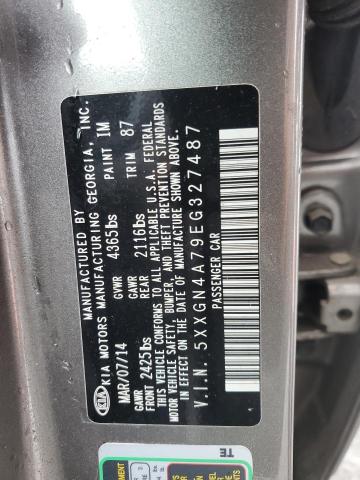 MANUFACTURED BY
KIA MOTORS MANUFACTURING GEORGIA, INC.
KIA
MAR/07/14 GVWR 4365lbs PAINT IM
GAWR FRONT 2425lbs GAWR REAR 2116lbs TRIM 87
THIS VEHICLE CONFORMS TO ALL APPLICABLE U.S.A. FEDERAL
MOTOR VEHICLE SAFETY, BUMPER, AND THEFT PREVENTION STANDARDS
IN EFFECT ON THE DATE OF MANUFACTURE SHOWN ABOVE.
V.I.N. 5XXGN4A79EG327487
PASSENGER CAR
TE